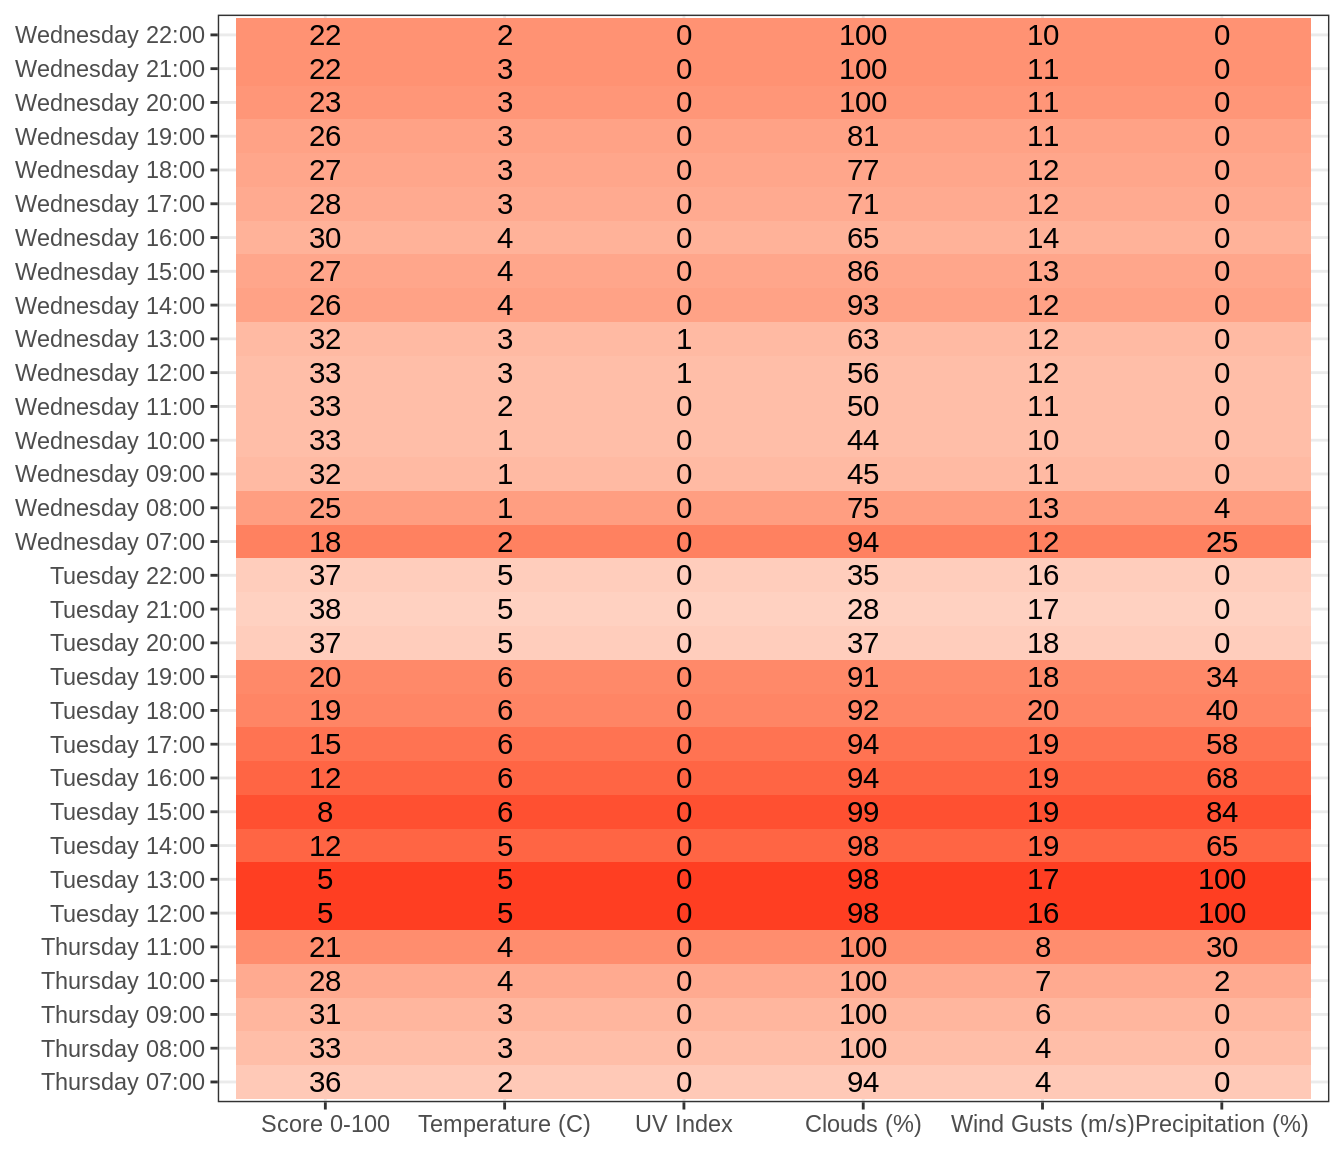 Wednesday 22:00 22 2 0 100 10 0
Wednesday 21:00 22 3 0 100 11 0
Wednesday 20:00 23 3 0 100 11 0
Wednesday 19:00 26 3 0 81 11 0
Wednesday 18:00 27 3 0 77 12 0
Wednesday 17:00 28 3 0 71 12 0
Wednesday 16:00 30 4 0 65 14 0
Wednesday 15:00 27 4 0 86 13 0
Wednesday 14:00 26 4 0 93 12 0
Wednesday 13:00 32 3 1 63 12 0
Wednesday 12:00 33 3 1 56 12 0
Wednesday 11:00 33 2 0 50 11 0
Wednesday 10:00 33 1 0 44 10 0
Wednesday 09:00 32 1 0 45 11 0
Wednesday 08:00 25 1 0 75 13 4
Wednesday 07:00 18 2 0 94 12 25
Tuesday 22:00 37 5 0 35 16 0
Tuesday 21:00 38 5 0 28 17 0
Tuesday 20:00 37 5 0 37 18 0
Tuesday 19:00 20 6 0 91 18 34
Tuesday 18:00 19 6 0 92 20 40
Tuesday 17:00 15 6 0 94 19 58
Tuesday 16:00 12 6 0 94 19 68
Tuesday 15:00 8 6 0 99 19 84
Tuesday 14:00 12 5 0 98 19 65
Tuesday 13:00 5 5 0 98 17 100
Tuesday 12:00 5 5 0 98 16 100
Thursday 11:00 21 4 0 100 8 30
Thursday 10:00 28 4 0 100 7 2
Thursday 09:00 31 3 0 100 6 0
Thursday 08:00 33 3 0 100 4 0
Thursday 07:00 36 2 0 94 4 0
Score 0-100 Temperature (C) UV Index Clouds (%) Wind Gusts (m/s) Precipitation (%)